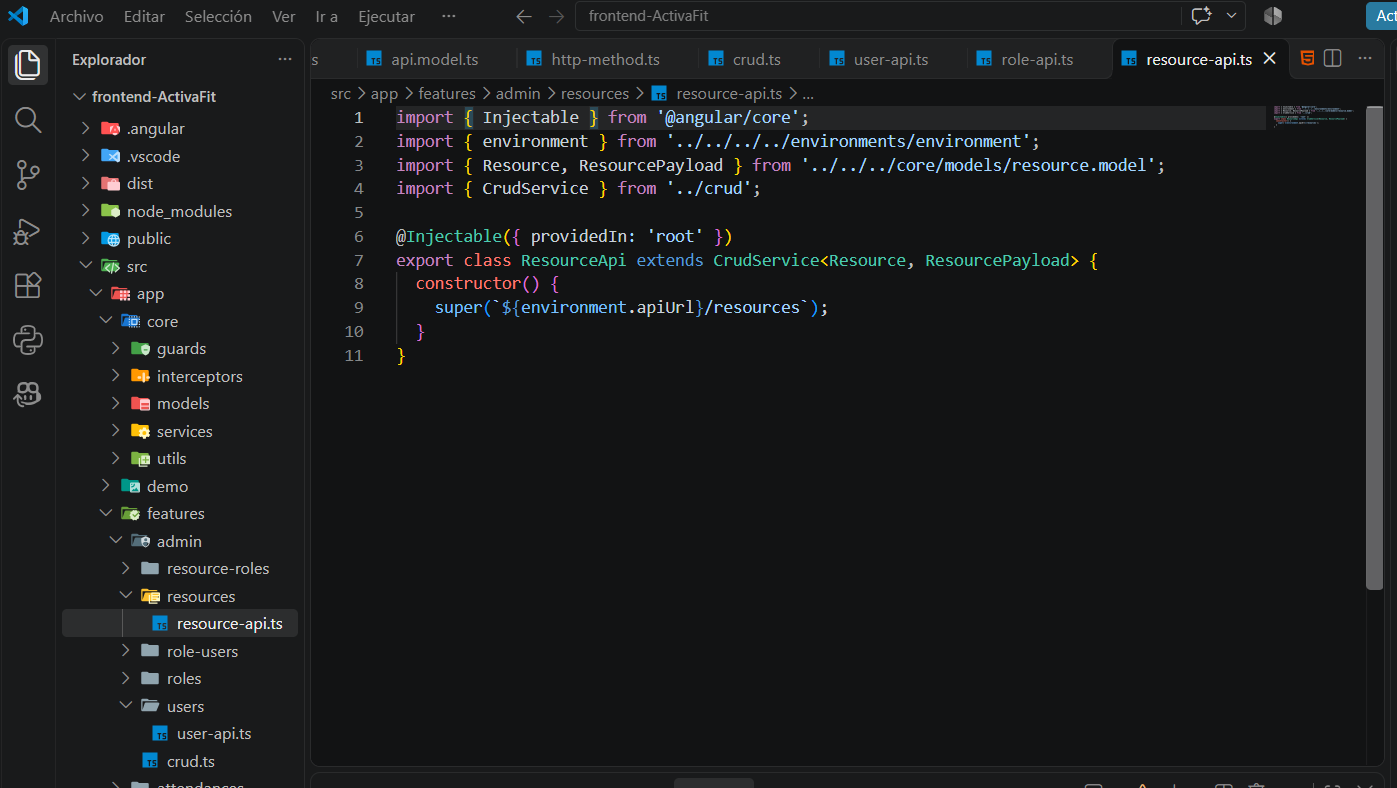 Archivo Editar Selección Ver Ir a Ejecutar ··· frontend-ActivaFit
Explorador ···
frontend-ActivaFit
.angular
.vscode
dist
node_modules
public
src
app
core
guards
interceptors
models
services
utils
demo
features
admin
resource-roles
resources
resource-api.ts
role-users
roles
users
user-api.ts
crud.ts
attendances
s api.model.ts http-method.ts crud.ts user-api.ts role-api.ts resource-api.ts
src > app > features > admin > resources > resource-api.ts > ...
1 import { Injectable } from '@angular/core';
2 import { environment } from '../../../../environments/environment';
3 import { Resource, ResourcePayload } from '../../../core/models/resource.model';
4 import { CrudService } from '../crud';
5
6 @Injectable({ providedIn: 'root' })
7 export class ResourceApi extends CrudService<Resource, ResourcePayload> {
8 constructor() {
9 super(`${environment.apiUrl}/resources`);
10 }
11 }